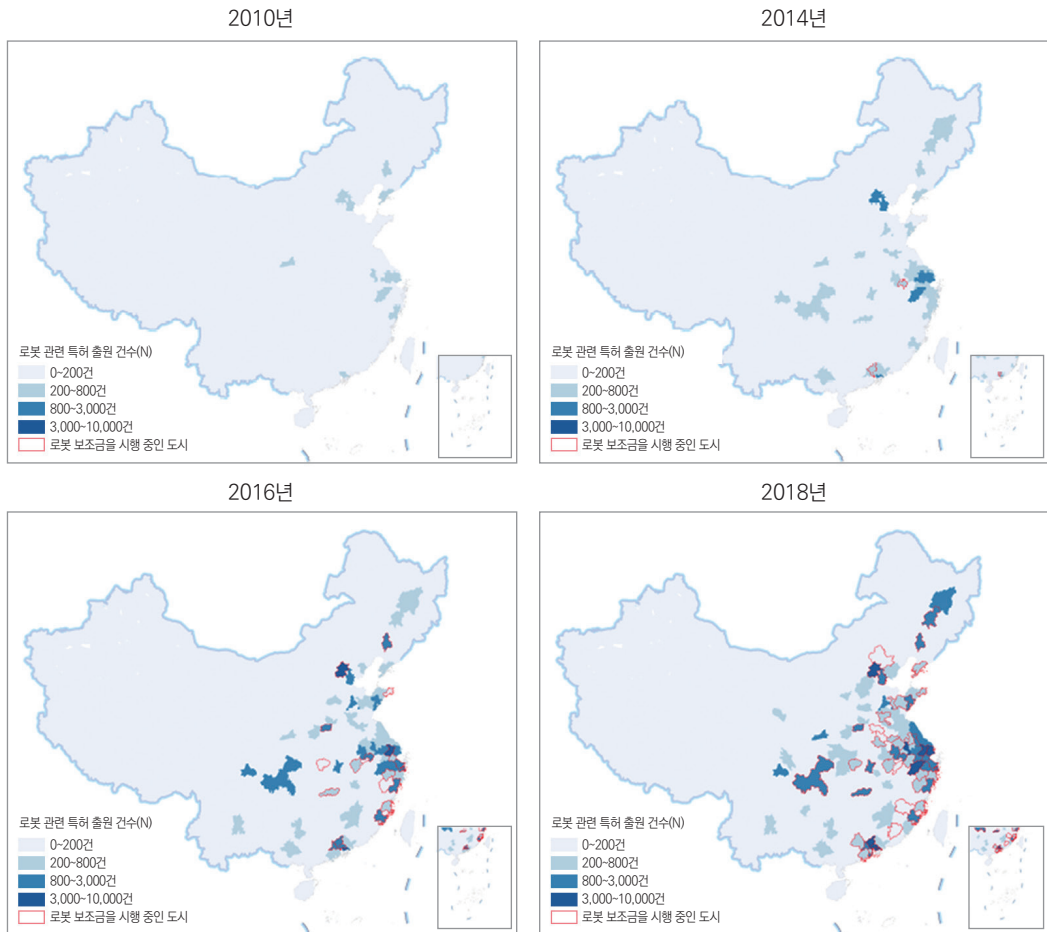 2010년
로봇 관련 특허 출원 건수(N)
0~200건
200~800건
800~3,000건
3,000~10,000건
로봇 보조금을 시행 중인 도시
2014년
로봇 관련 특허 출원 건수(N)
0~200건
200~800건
800~3,000건
3,000~10,000건
로봇 보조금을 시행 중인 도시
2016년
로봇 관련 특허 출원 건수(N)
0~200건
200~800건
800~3,000건
3,000~10,000건
로봇 보조금을 시행 중인 도시
2018년
로봇 관련 특허 출원 건수(N)
0~200건
200~800건
800~3,000건
3,000~10,000건
로봇 보조금을 시행 중인 도시